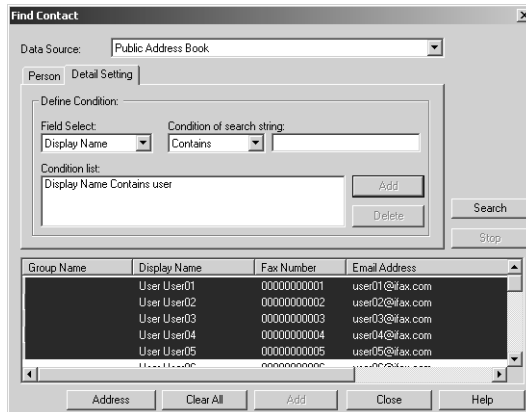 Find Contact
Data Source: Public Address Book
Person Detail Setting
Define Condition:
Field Select: Condition of search string:
Display Name Contains
Condition list:
Display Name Contains user
Add
Delete
Search
Stop
Group Name Display Name Fax Number Email Address
User User01 00000000001 user01@ifax.com
User User02 00000000002 user02@ifax.com
User User03 00000000003 user03@ifax.com
User User04 00000000004 user04@ifax.com
User User05 00000000005 user05@ifax.com
Address Clear All Add Close Help